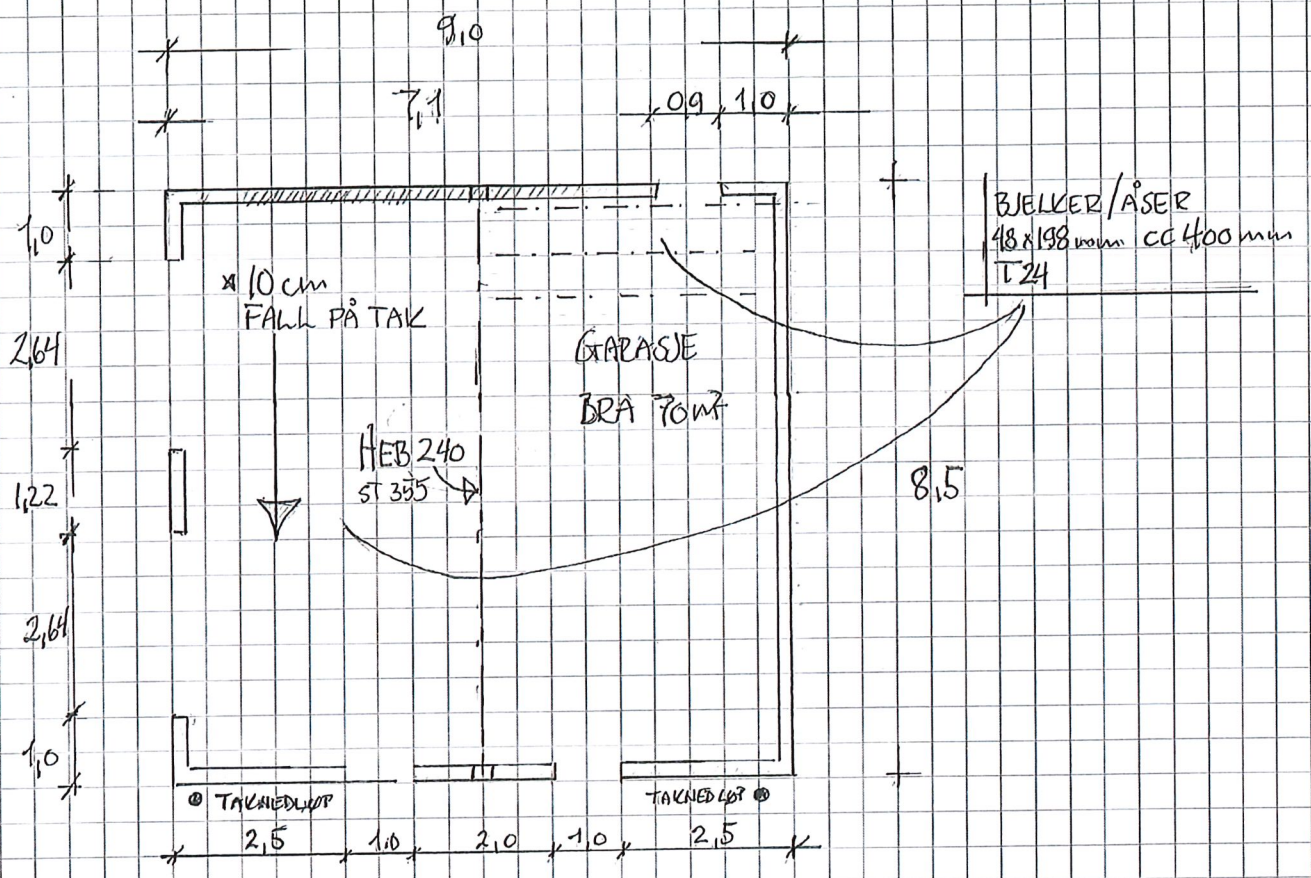 9,0
7,1
0,9
1,0
1,0
BJELKER/ÅSER
48x198 mm CC 400 mm
T24
* 10 cm
FALL PÅ TAK
2,64
GARASJE
BRA 70 m²
HEB 240
ST 355
8,5
1,22
2,64
1,0
TAKNEDLØP
TAKNEDLØP
2,5
1,0
2,0
1,0
2,5